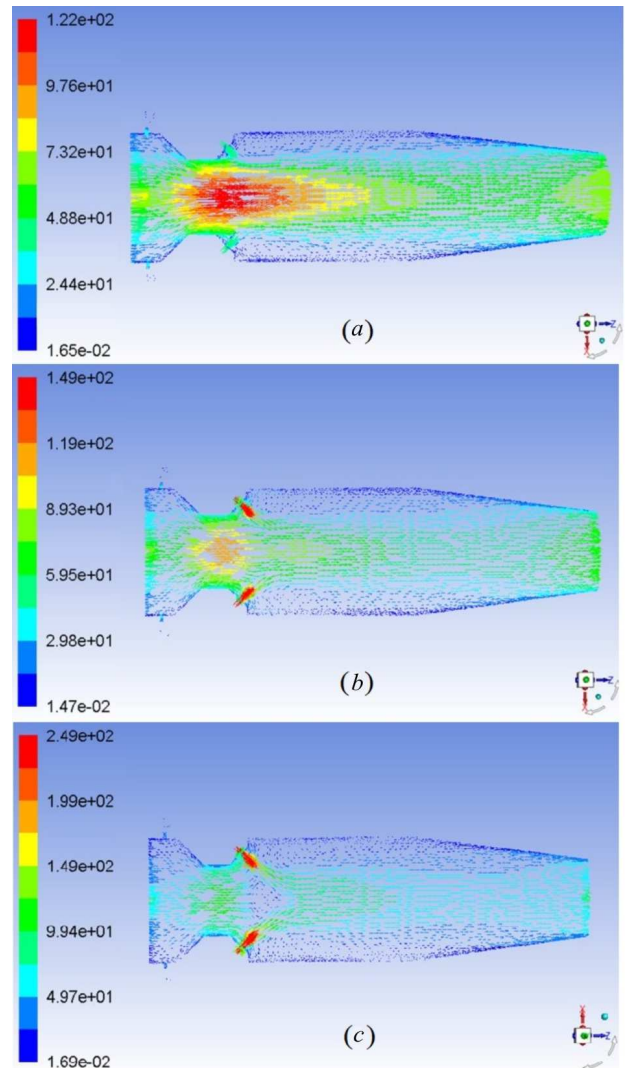 1.22e+02
9.76e+01
7.32e+01
4.88e+01
2.44e+01
1.65e-02
Z
X
(a)
1.49e+02
1.19e+02
8.93e+01
5.95e+01
2.98e+01
1.47e-02
Z
X
(b)
2.49e+02
1.99e+02
1.49e+02
9.94e+01
4.97e+01
1.69e-02
X
Z
(c)